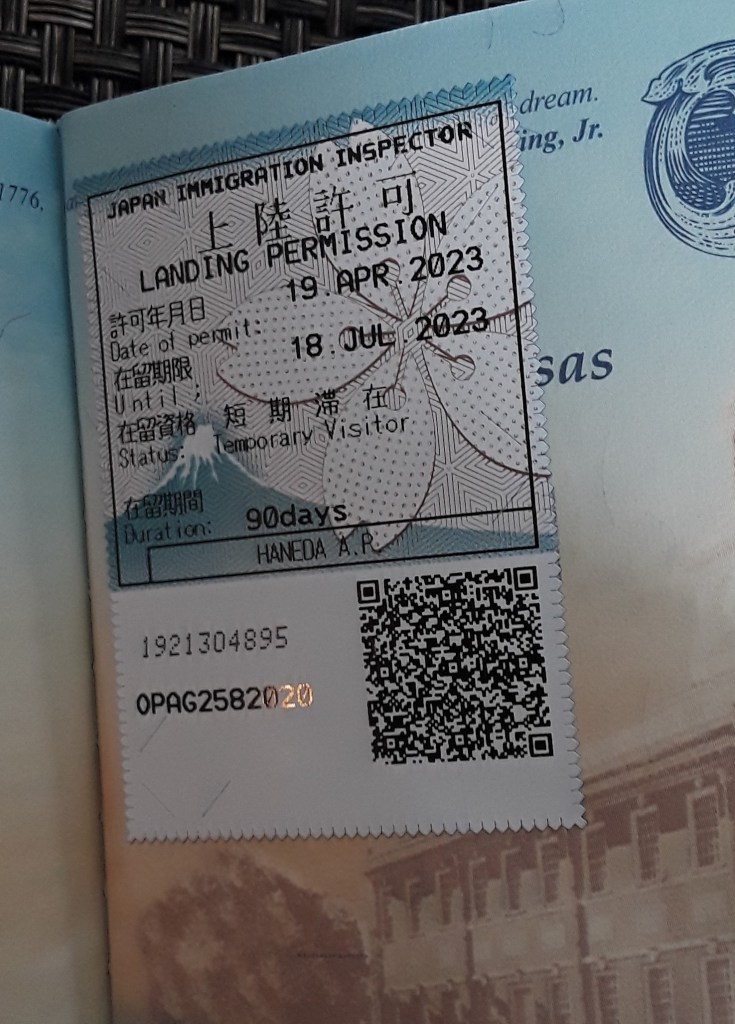 1776.
dream.
ing, Jr.
JAPAN IMMIGRATION INSPECTOR
上陸許可
LANDING PERMISSION
19. APR. 2023
許可年月日
Date of permit:
18. JUL. 2023
在留期限
Until :
在留資格 短期滞在
Status: Temporary Visitor
在留期間
Duration: 90days
HANEDA A.P.
sas
1921304895
OPAG2582020